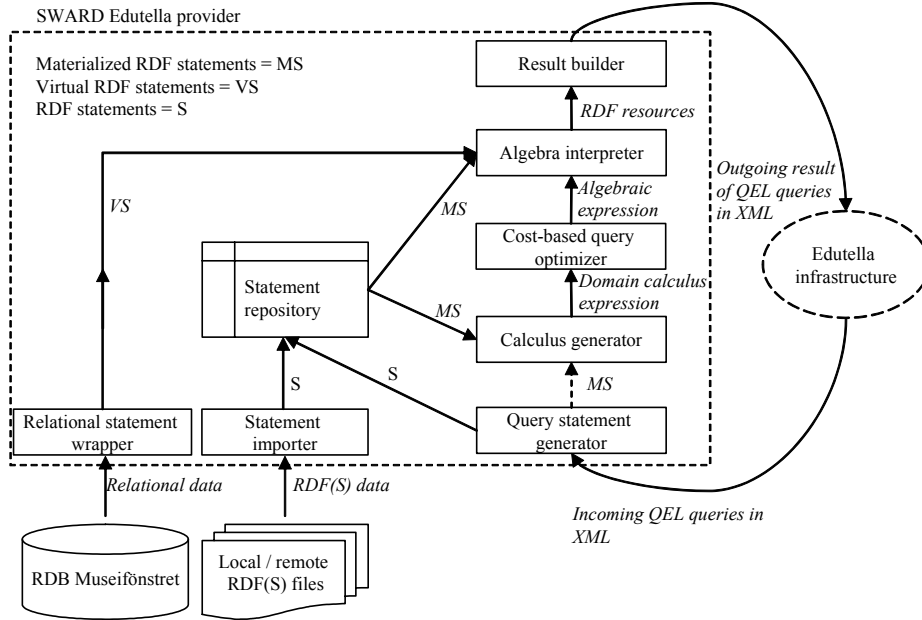 SWARD Edutella provider
Materialized RDF statements = MS
Virtual RDF statements = VS
RDF statements = S
Result builder
RDF resources
Algebra interpreter
Outgoing result
of QEL queries
in XML
VS
MS
Algebraic
expression
Cost-based query
optimizer
Edutella
infrastructure
Statement
repository
Domain calculus
expression
MS
Calculus generator
S
S
MS
Relational statement
wrapper
Statement
importer
Query statement
generator
Relational data
RDF(S) data
Incoming QEL queries in
XML
RDB Museifönstret
Local / remote
RDF(S) files